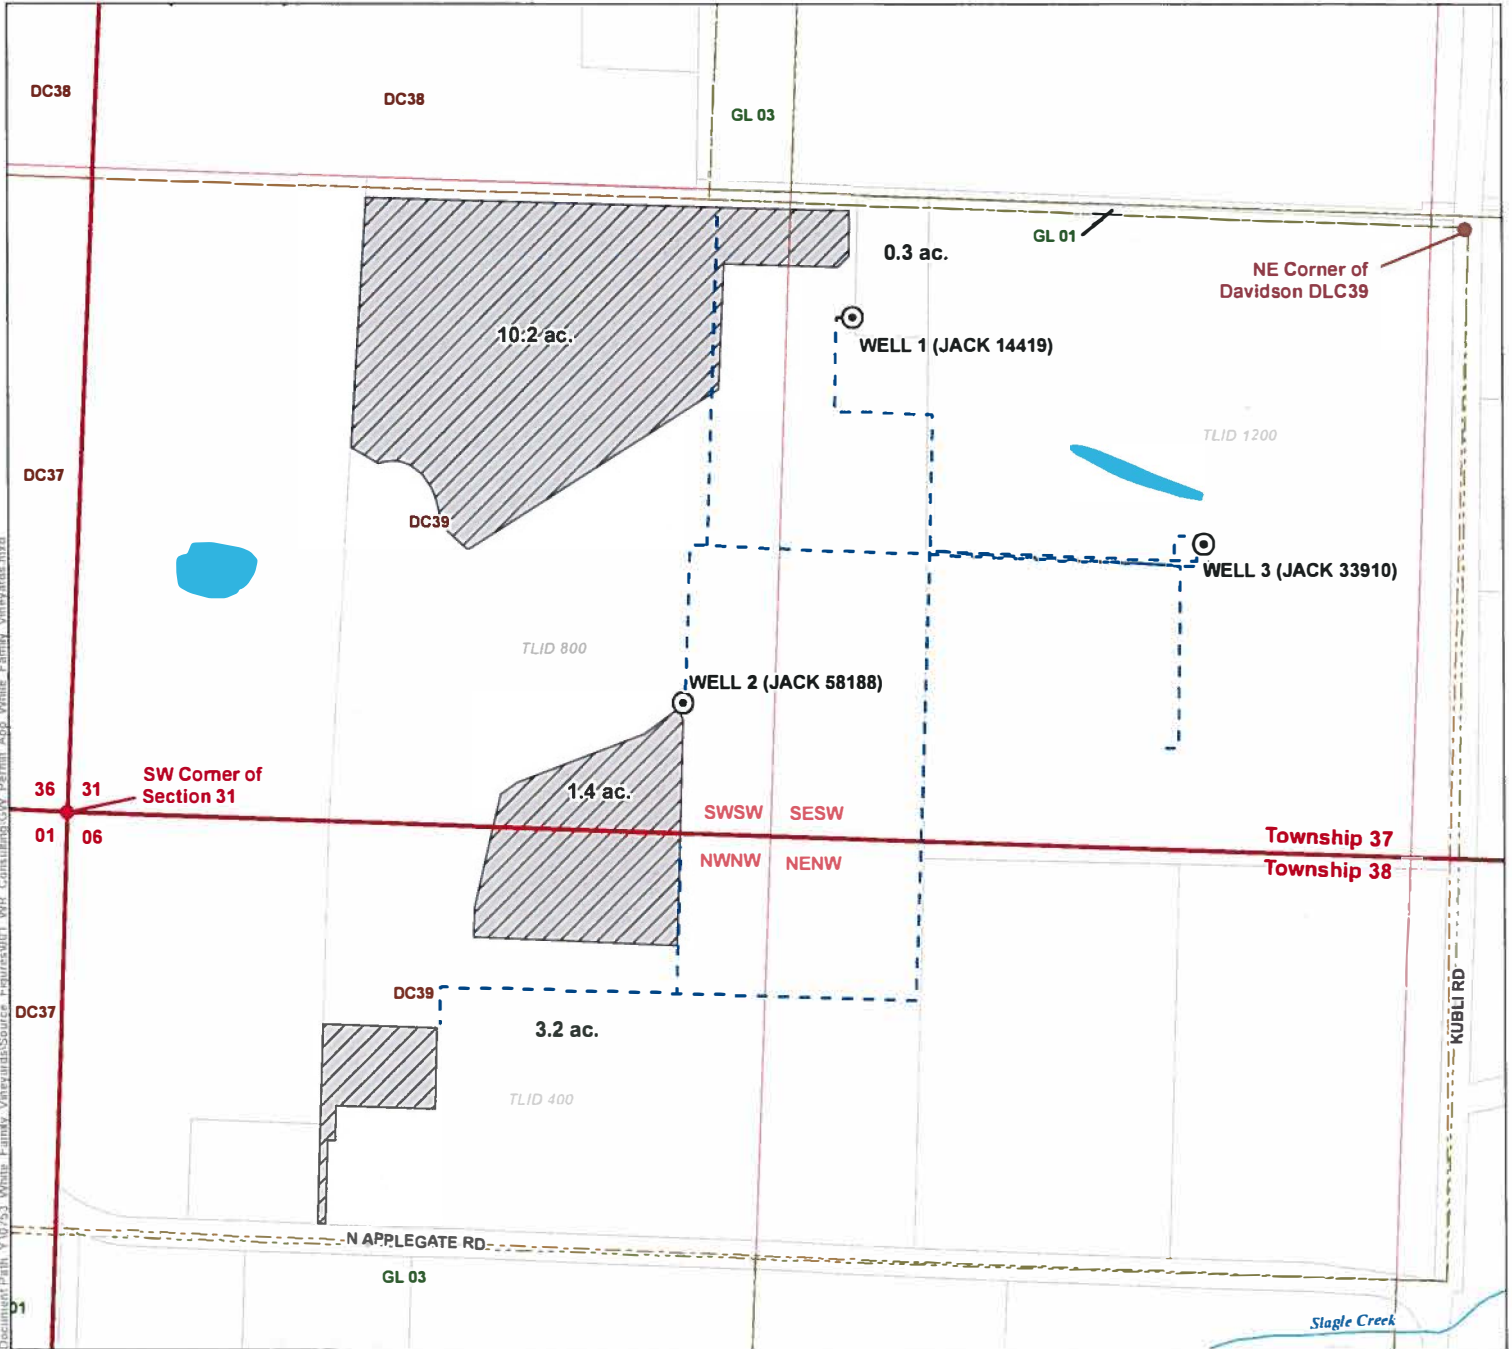 DC38
DC38
GL 03
GL 01
0.3 ac.
NE Corner of
Davidson DLC39
10.2 ac.
WELL 1 (JACK 14419)
TLID 1200
DC37
DC39
WELL 3 (JACK 33910)
TLID 800
WELL 2 (JACK 58188)
SW Corner of
Section 31
36 31
01 06
1.4 ac.
SWSW SESW
NWNW NENW
Township 37
Township 38
DC39
DC37
3.2 ac.
KUBLI RD
TLID 400
N APPLEGATE RD
GL 03
01
Slagle Creek